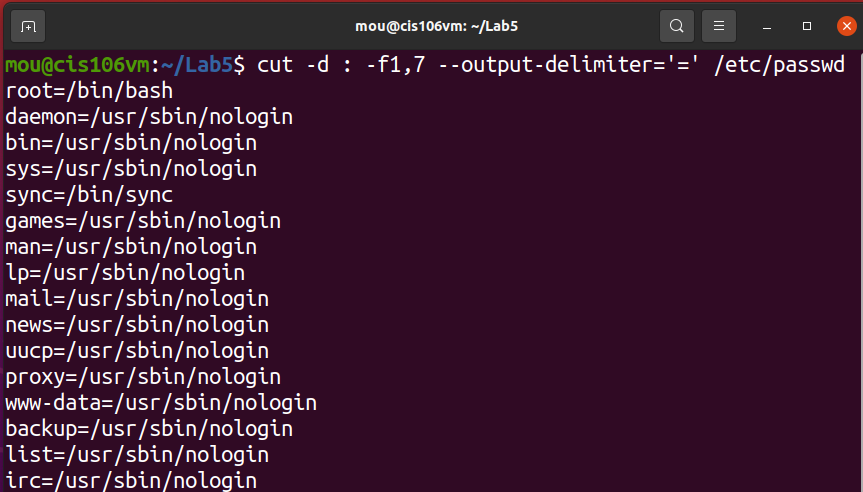 mou@cis106vm: ~/Lab5
mou@cis106vm:~/Lab5$ cut -d : -f1,7 --output-delimiter='=' /etc/passwd
root=/bin/bash
daemon=/usr/sbin/nologin
bin=/usr/sbin/nologin
sys=/usr/sbin/nologin
sync=/bin/sync
games=/usr/sbin/nologin
man=/usr/sbin/nologin
lp=/usr/sbin/nologin
mail=/usr/sbin/nologin
news=/usr/sbin/nologin
uucp=/usr/sbin/nologin
proxy=/usr/sbin/nologin
www-data=/usr/sbin/nologin
backup=/usr/sbin/nologin
list=/usr/sbin/nologin
irc=/usr/sbin/nologin